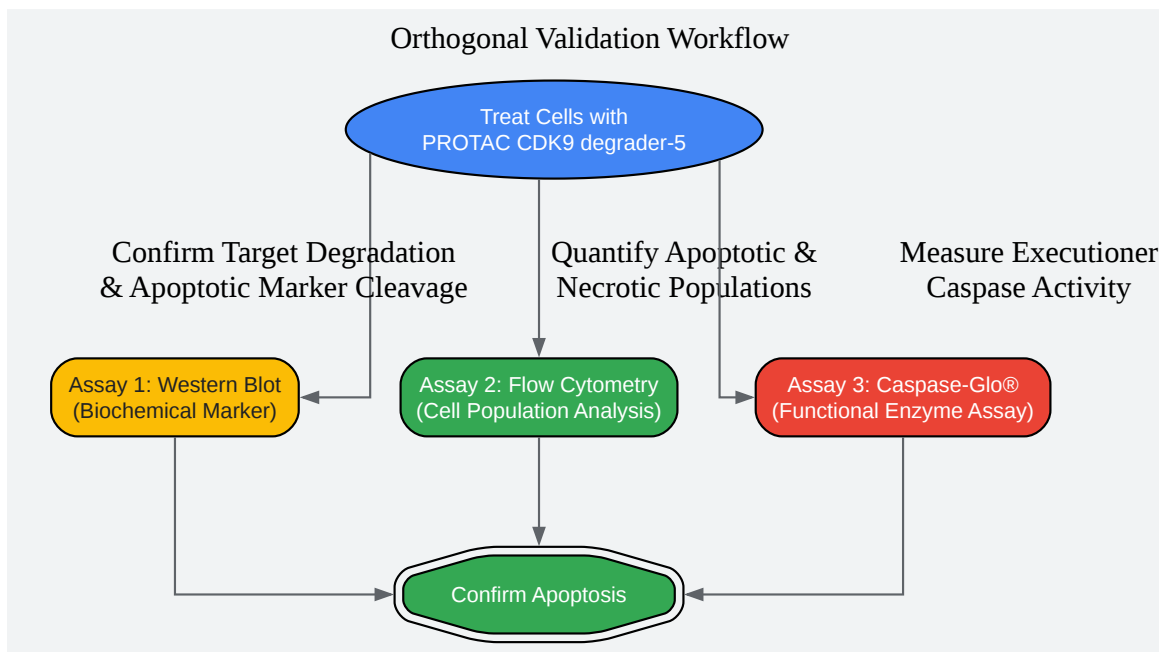 Orthogonal Validation Workflow
Treat Cells with
PROTAC CDK9 degrader-5
Confirm Target Degradation
& Apoptotic Marker Cleavage
Quantify Apoptotic &
Necrotic Populations
Measure Executioner
Caspase Activity
Assay 1: Western Blot
(Biochemical Marker)
Assay 2: Flow Cytometry
(Cell Population Analysis)
Assay 3: Caspase-Glo®
(Functional Enzyme Assay)
Confirm Apoptosis